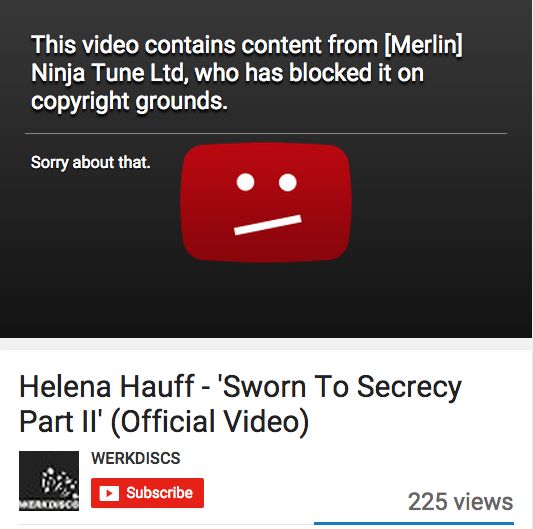 This video contains content from [Merlin]
Ninja Tune Ltd, who has blocked it on
copyright grounds.
Sorry about that.
Helena Hauff - 'Sworn To Secrecy
Part II' (Official Video)
WERKDISCS
WERKDISCS
Subscribe
225 views